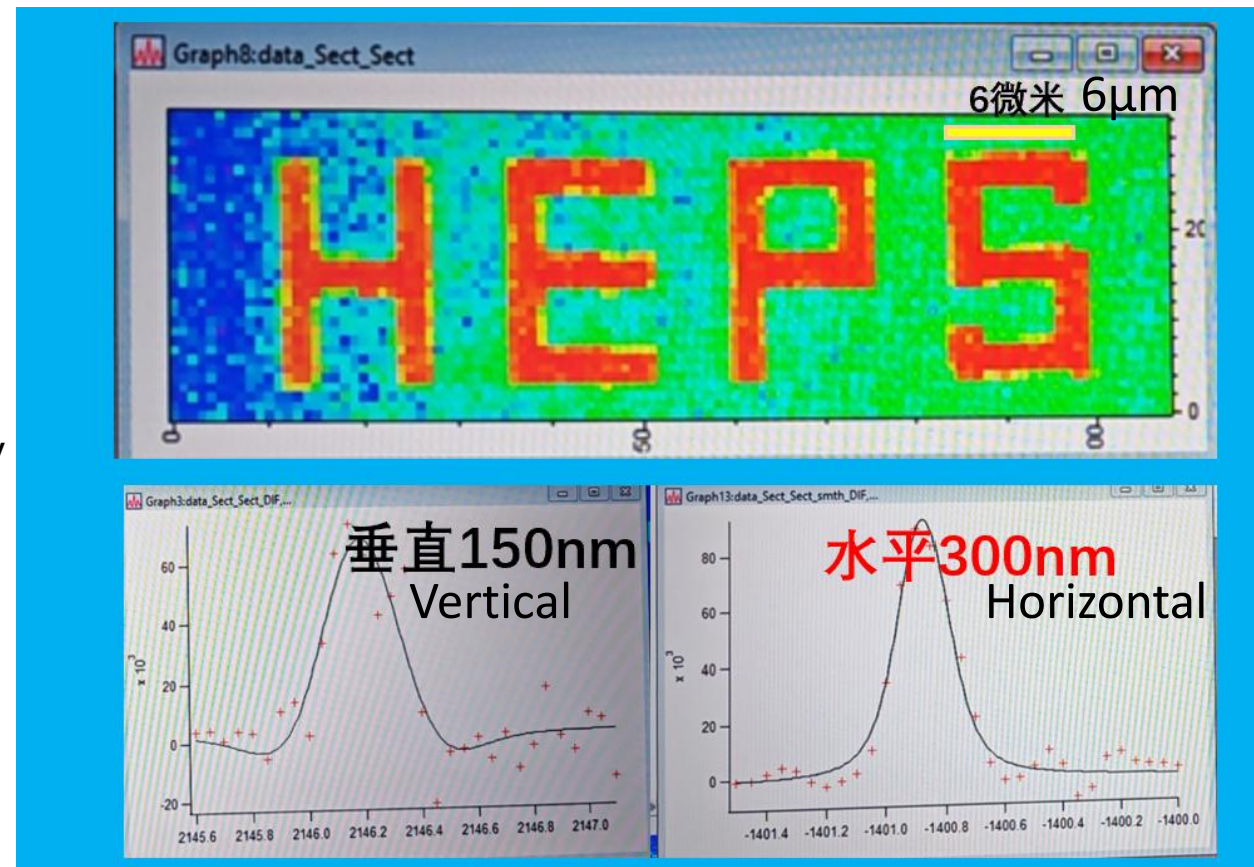 Graph8:data_Sect_Sect
6微米 6μm
HEPS
20
0
0
50
Graph3:data_Sect_Sect_DIF,...
垂直150nm
Vertical
60
40
20
0
-20
x 10³
2145.6 2145.8 2146.0 2146.2 2146.4 2146.6 2146.8 2147.0
Graph13:data_Sect_Sect_smth_DIF,...
水平300nm
Horizontal
80
60
40
20
0
x 10³
-1401.4 -1401.2 -1401.0 -1400.8 -1400.6 -1400.4 -1400.2 -1400.0